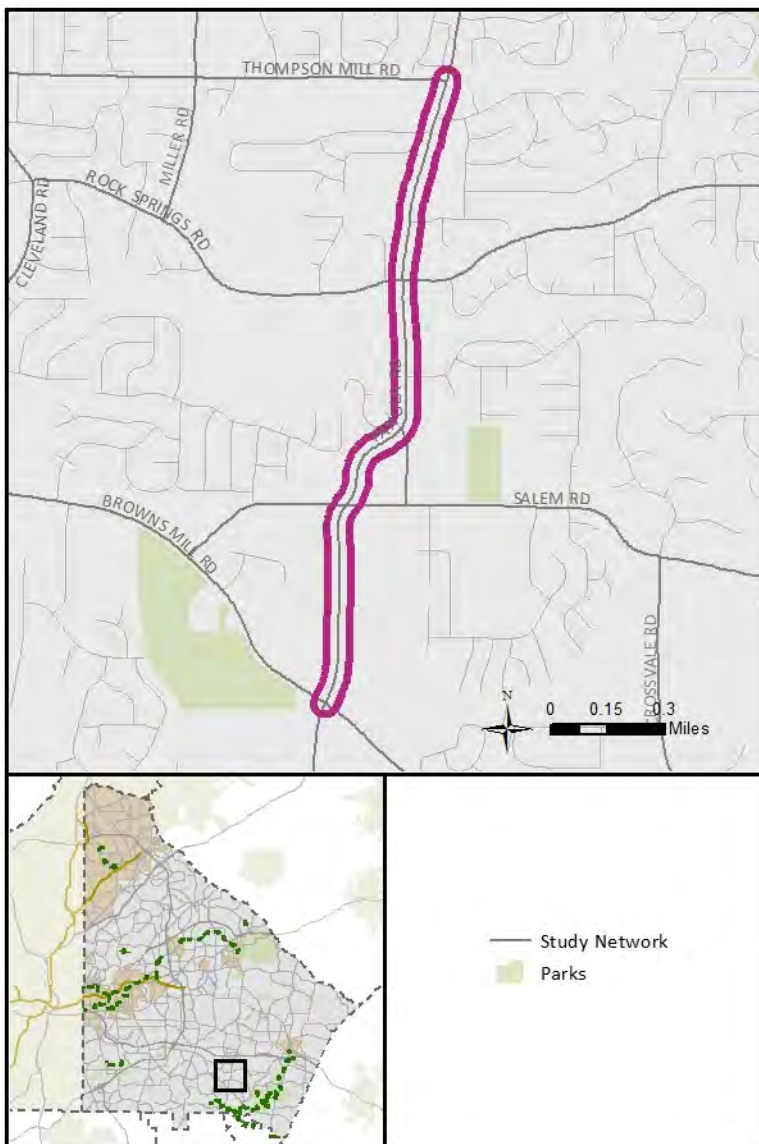 THOMPSON MILL RD
MILLER RD
ROCK SPRINGS RD
CLEVELAND RD
BROWNS MILL RD
SALEM RD
N
0 0.15 0.3
Miles
Study Network
Parks